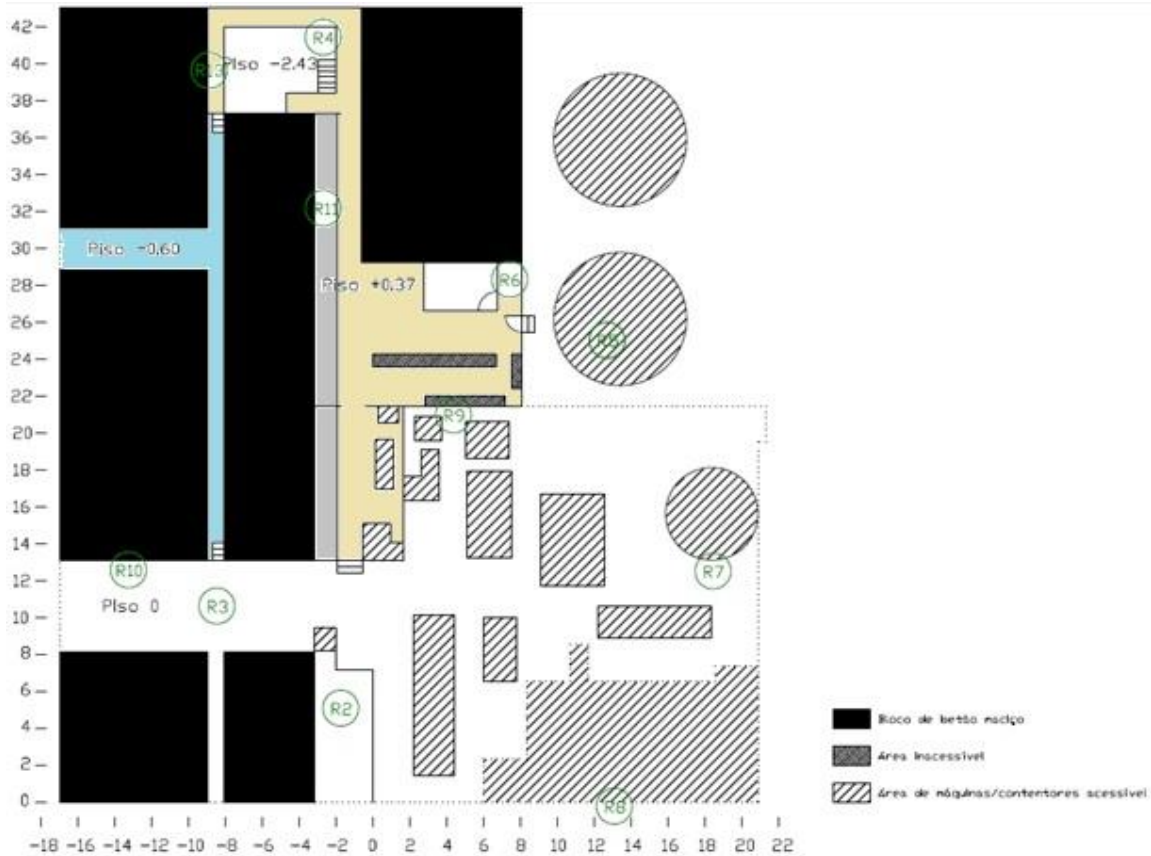 42
R4
40
R13
Piso -2.43
38
36
34
32
R11
30
Piso -0.60
28
R6
Piso +0.37
26
R5
24
22
R9
20
18
16
14
R10
R7
12
Piso 0
R3
10
8
6
R2
4
Bloco de betão maciço
2
Área Inacessível
0
R8
Área de máquinas/contentores acessível
-18 -16 -14 -12 -10 -8 -6 -4 -2 0 2 4 6 8 10 12 14 16 18 20 22